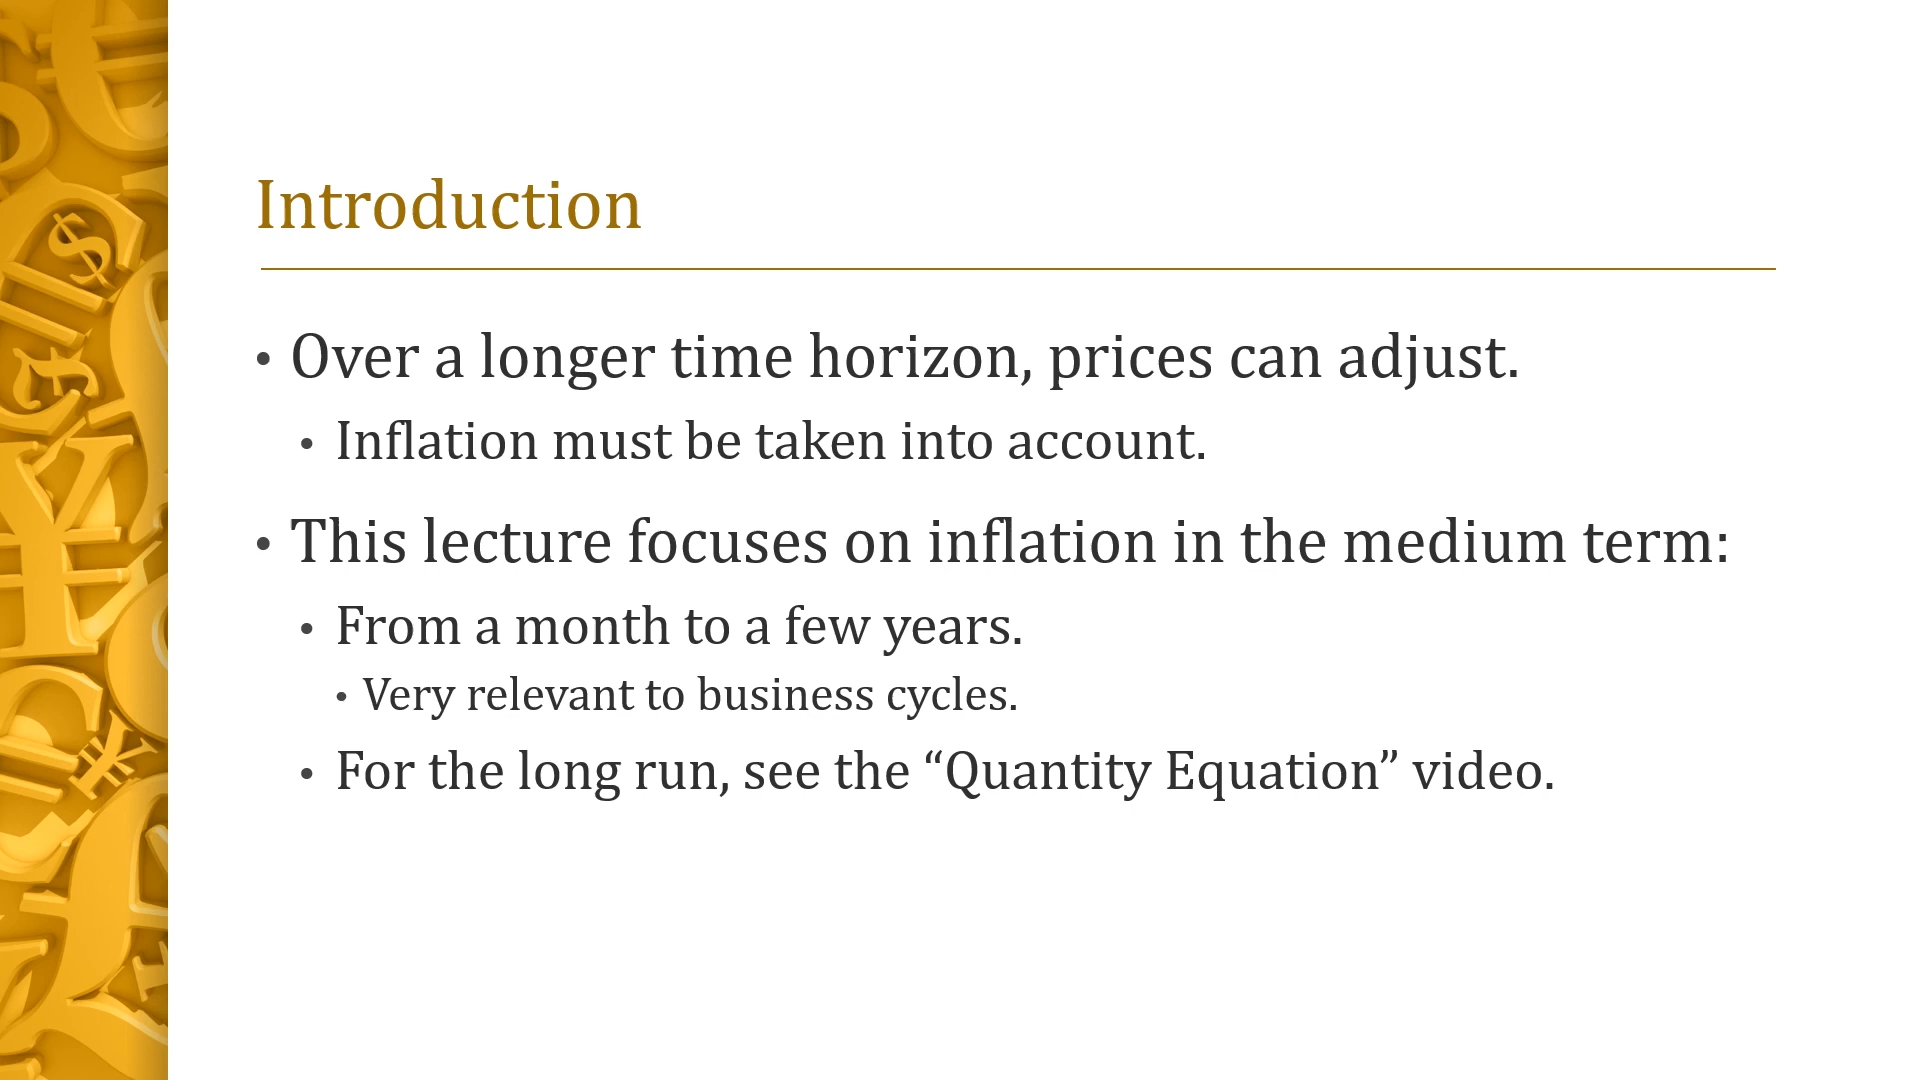 Introduction
• Over a longer time horizon, prices can adjust.
• Inflation must be taken into account.
• This lecture focuses on inflation in the medium term:
• From a month to a few years.
• Very relevant to business cycles.
• For the long run, see the “Quantity Equation” video.